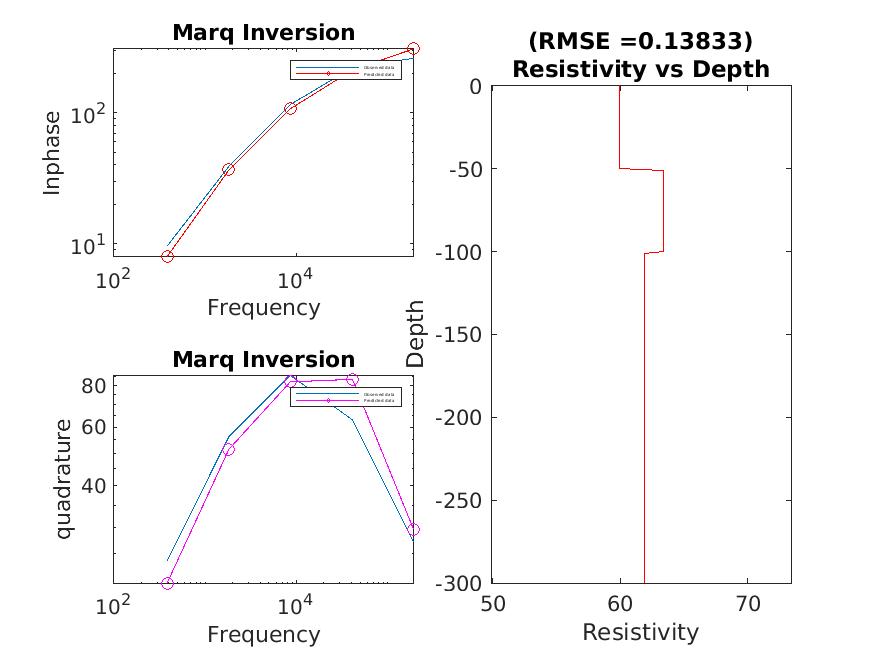 Marq Inversion
Inphase
10^2
10^1
Observed data
Predicted data
10^2
10^4
Frequency
Marq Inversion
quadrature
80
60
40
Observed data
Predicted data
10^2
10^4
Frequency
(RMSE =0.13833)
Resistivity vs Depth
Depth
0
-50
-100
-150
-200
-250
-300
50
60
70
Resistivity